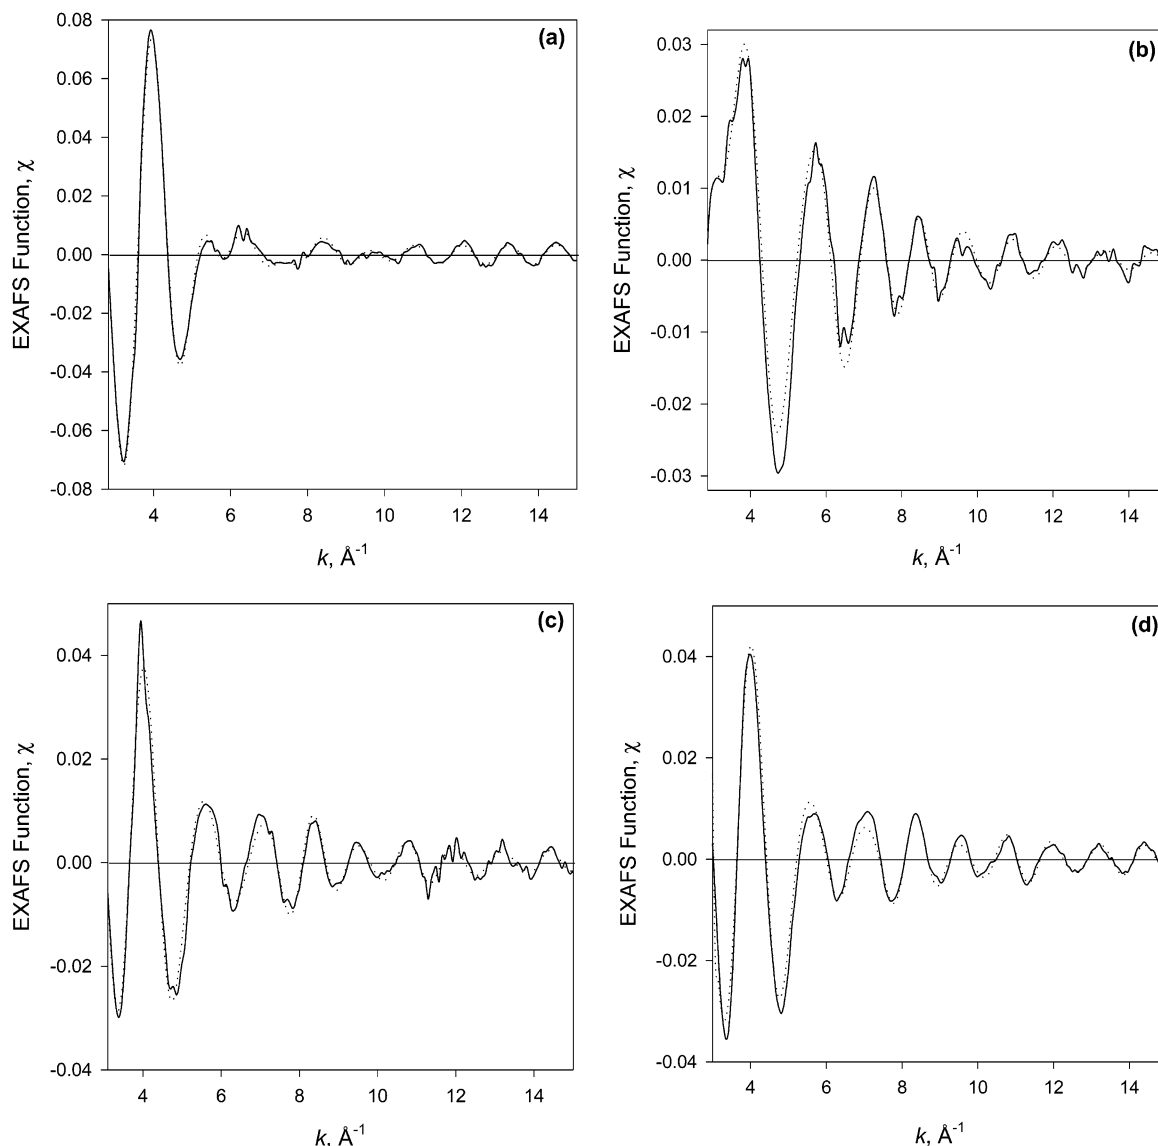 (a)
0.08
0.06
0.04
0.02
0.00
-0.02
-0.04
-0.06
-0.08
EXAFS Function, χ
4 6 8 10 12 14
k, Å-1
(b)
0.03
0.02
0.01
0.00
-0.01
-0.02
-0.03
EXAFS Function, χ
4 6 8 10 12 14
k, Å-1
(c)
0.04
0.02
0.00
-0.02
-0.04
EXAFS Function, χ
4 6 8 10 12 14
k, Å-1
(d)
0.04
0.02
0.00
-0.02
-0.04
EXAFS Function, χ
4 6 8 10 12 14
k, Å-1